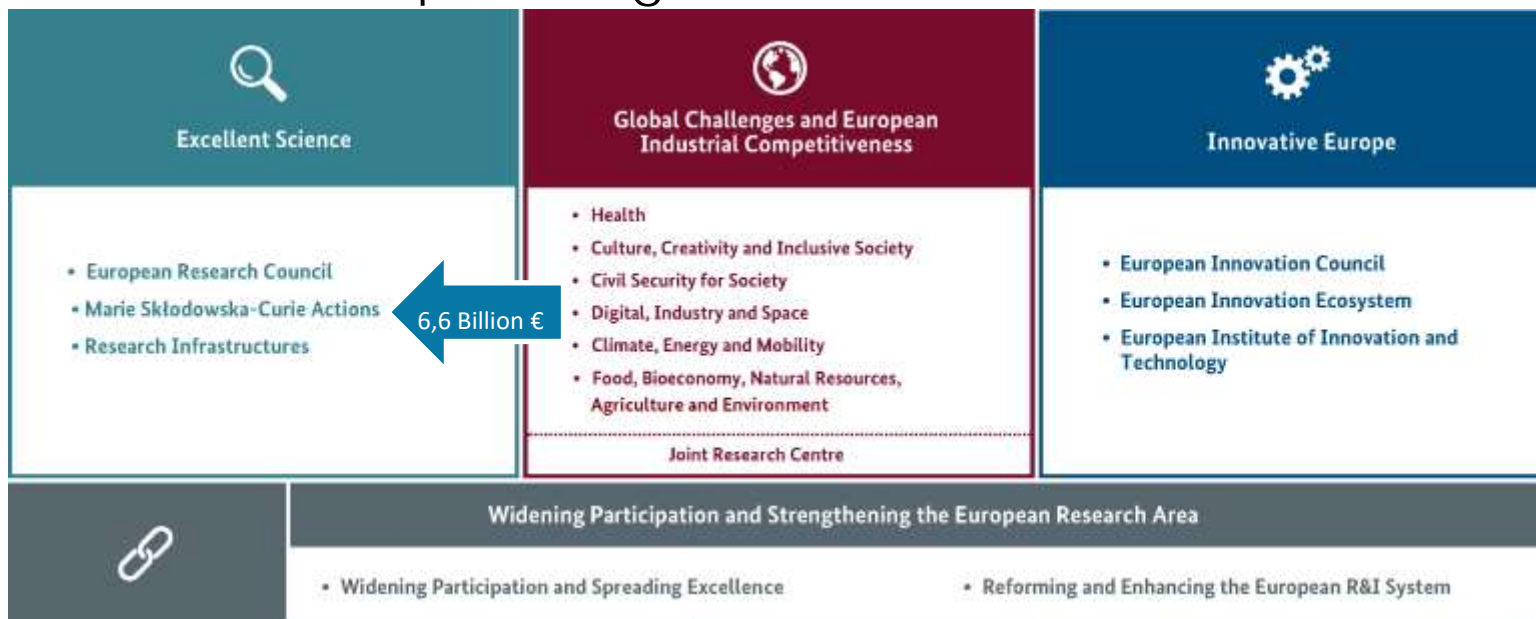 Excellent Science
• European Research Council
• Marie Skłodowska-Curie Actions
• Research Infrastructures
6,6 Billion €
Global Challenges and European
Industrial Competitiveness
• Health
• Culture, Creativity and Inclusive Society
• Civil Security for Society
• Digital, Industry and Space
• Climate, Energy and Mobility
• Food, Bioeconomy, Natural Resources,
Agriculture and Environment
Joint Research Centre
Innovative Europe
• European Innovation Council
• European Innovation Ecosystem
• European Institute of Innovation and
Technology
Widening Participation and Strengthening the European Research Area
• Widening Participation and Spreading Excellence
• Reforming and Enhancing the European R&I System